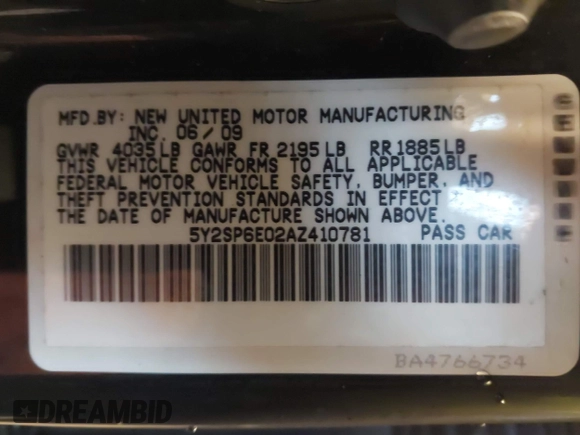 MFD.BY: NEW UNITED MOTOR MANUFACTURING
INC. 06/09
GVWR 4035LB GAWR FR 2195LB RR 1885LB
THIS VEHICLE CONFORMS TO ALL APPLICABLE
FEDERAL MOTOR VEHICLE SAFETY, BUMPER, AND
THEFT PREVENTION STANDARDS IN EFFECT
THE DATE OF MANUFACTURE SHOWN ABOVE.
5Y2SP6E02AZ410781 PASS CAR
BA4766734
DREAMBID